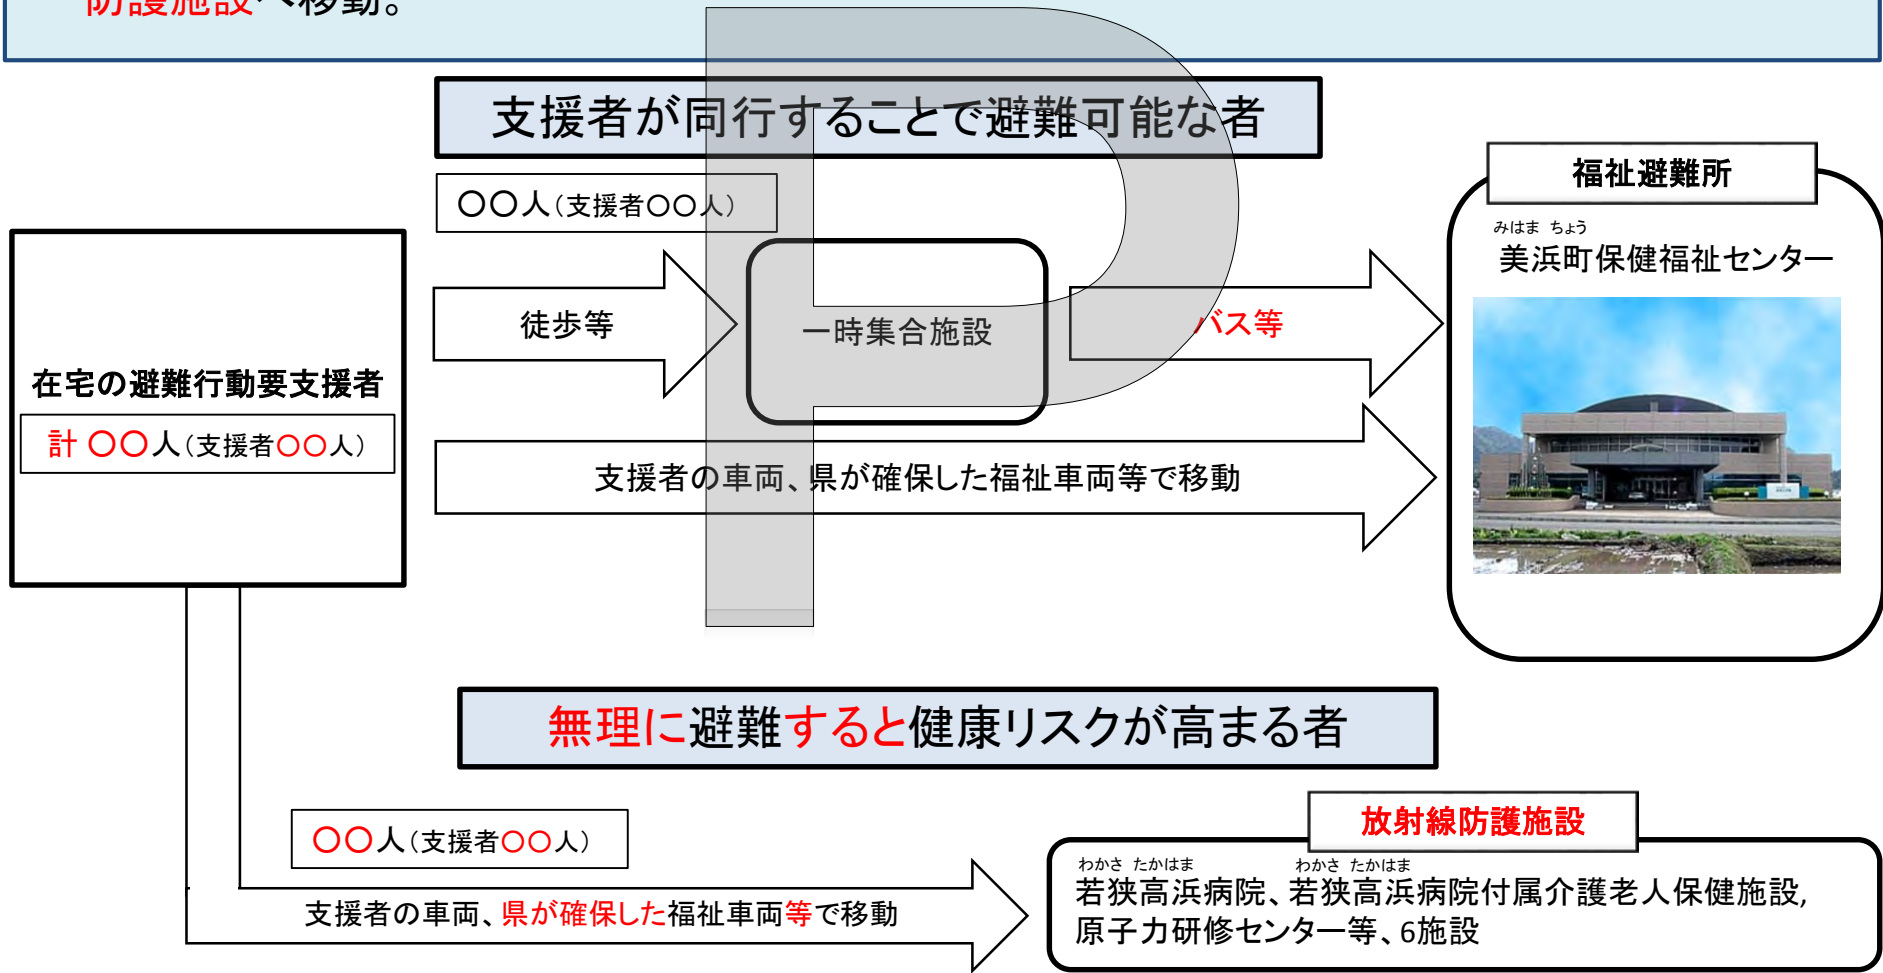 防護施設へ移動。
支援者が同行することで避難可能な者
〇〇人（支援者〇〇人）
福祉避難所
みはま ちょう
美浜町保健福祉センター
徒歩等
一時集合施設
バス等
在宅の避難行動要支援者
計 〇〇人（支援者〇〇人）
支援者の車両、県が確保した福祉車両等で移動
無理に避難すると健康リスクが高まる者
〇〇人（支援者〇〇人）
支援者の車両、県が確保した福祉車両等で移動
放射線防護施設
わかさ たかはま わかさ たかはま
若狭高浜病院、若狭高浜病院付属介護老人保健施設,
原子力研修センター等、6施設
P